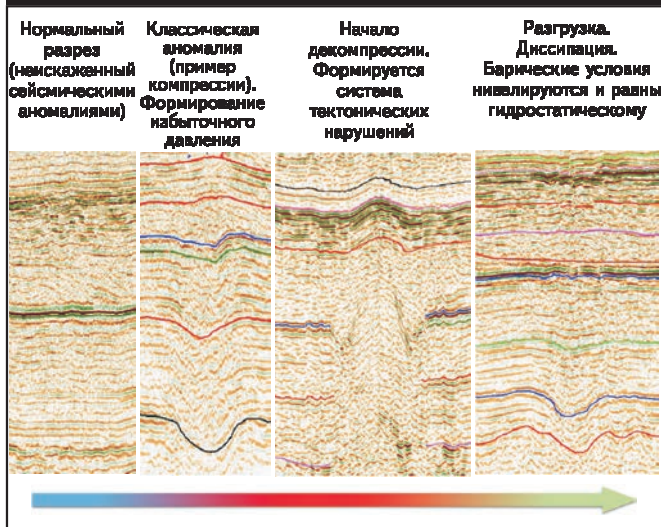 Нормальный
разрез
(неискаженный
сейсмическими
аномалиями)
Классическая
аномалия
(пример
компрессии).
Формирование
избыточного
давления
Начало
декомпрессии.
Формируется
система
тектонических
нарушений
Разгрузка.
Диссипация.
Барические условия
нивелируются и равны
гидростатическому